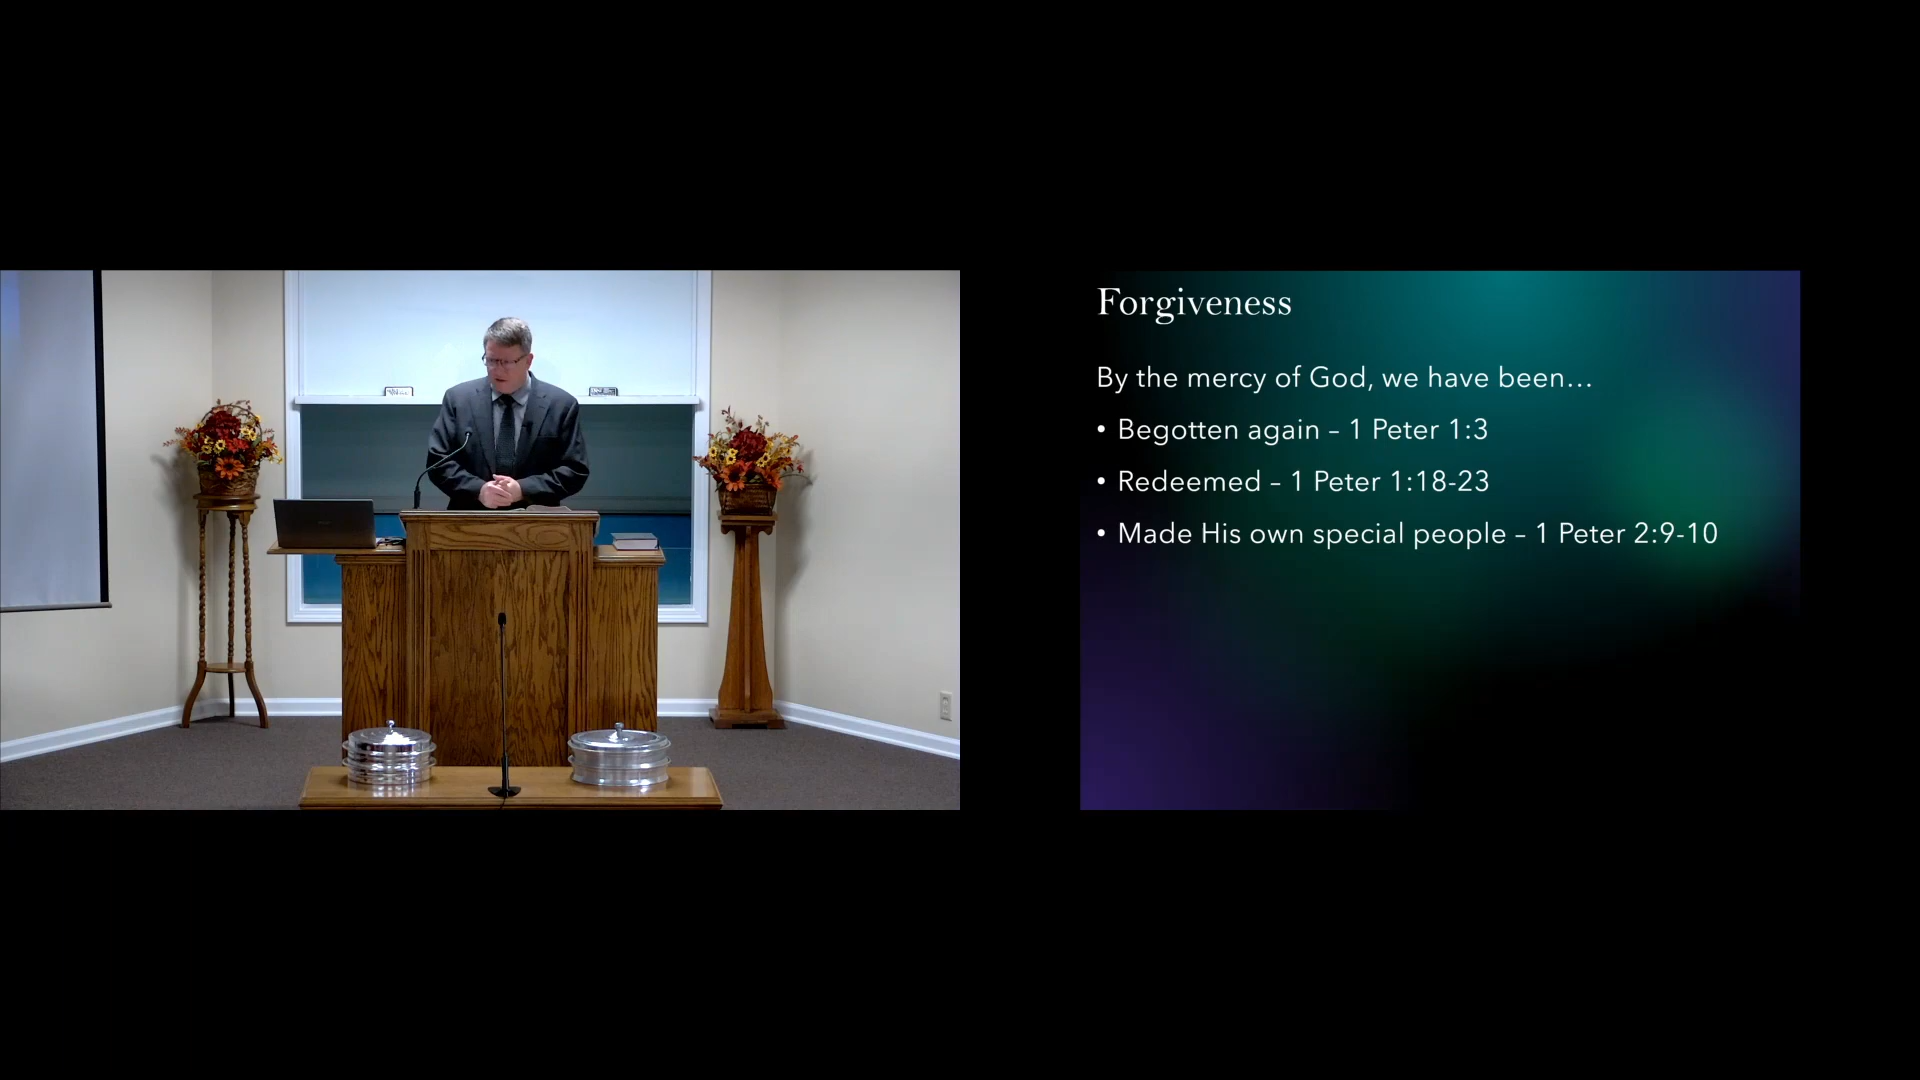 Forgiveness
By the mercy of God, we have been…
• Begotten again – 1 Peter 1:3
• Redeemed – 1 Peter 1:18-23
• Made His own special people – 1 Peter 2:9-10